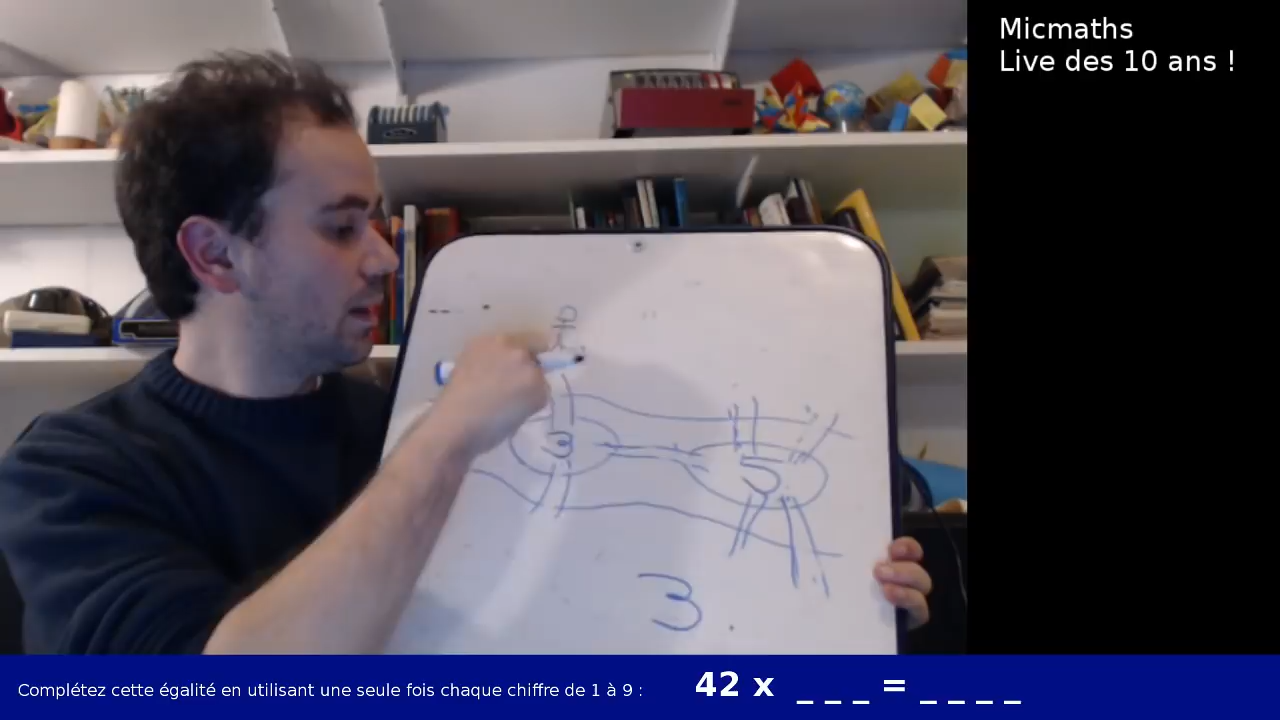 Micmaths
Live des 10 ans !
3
5
3
Complétez cette égalité en utilisant une seule fois chaque chiffre de 1 à 9 : 42 x _ _ _ = _ _ _ _